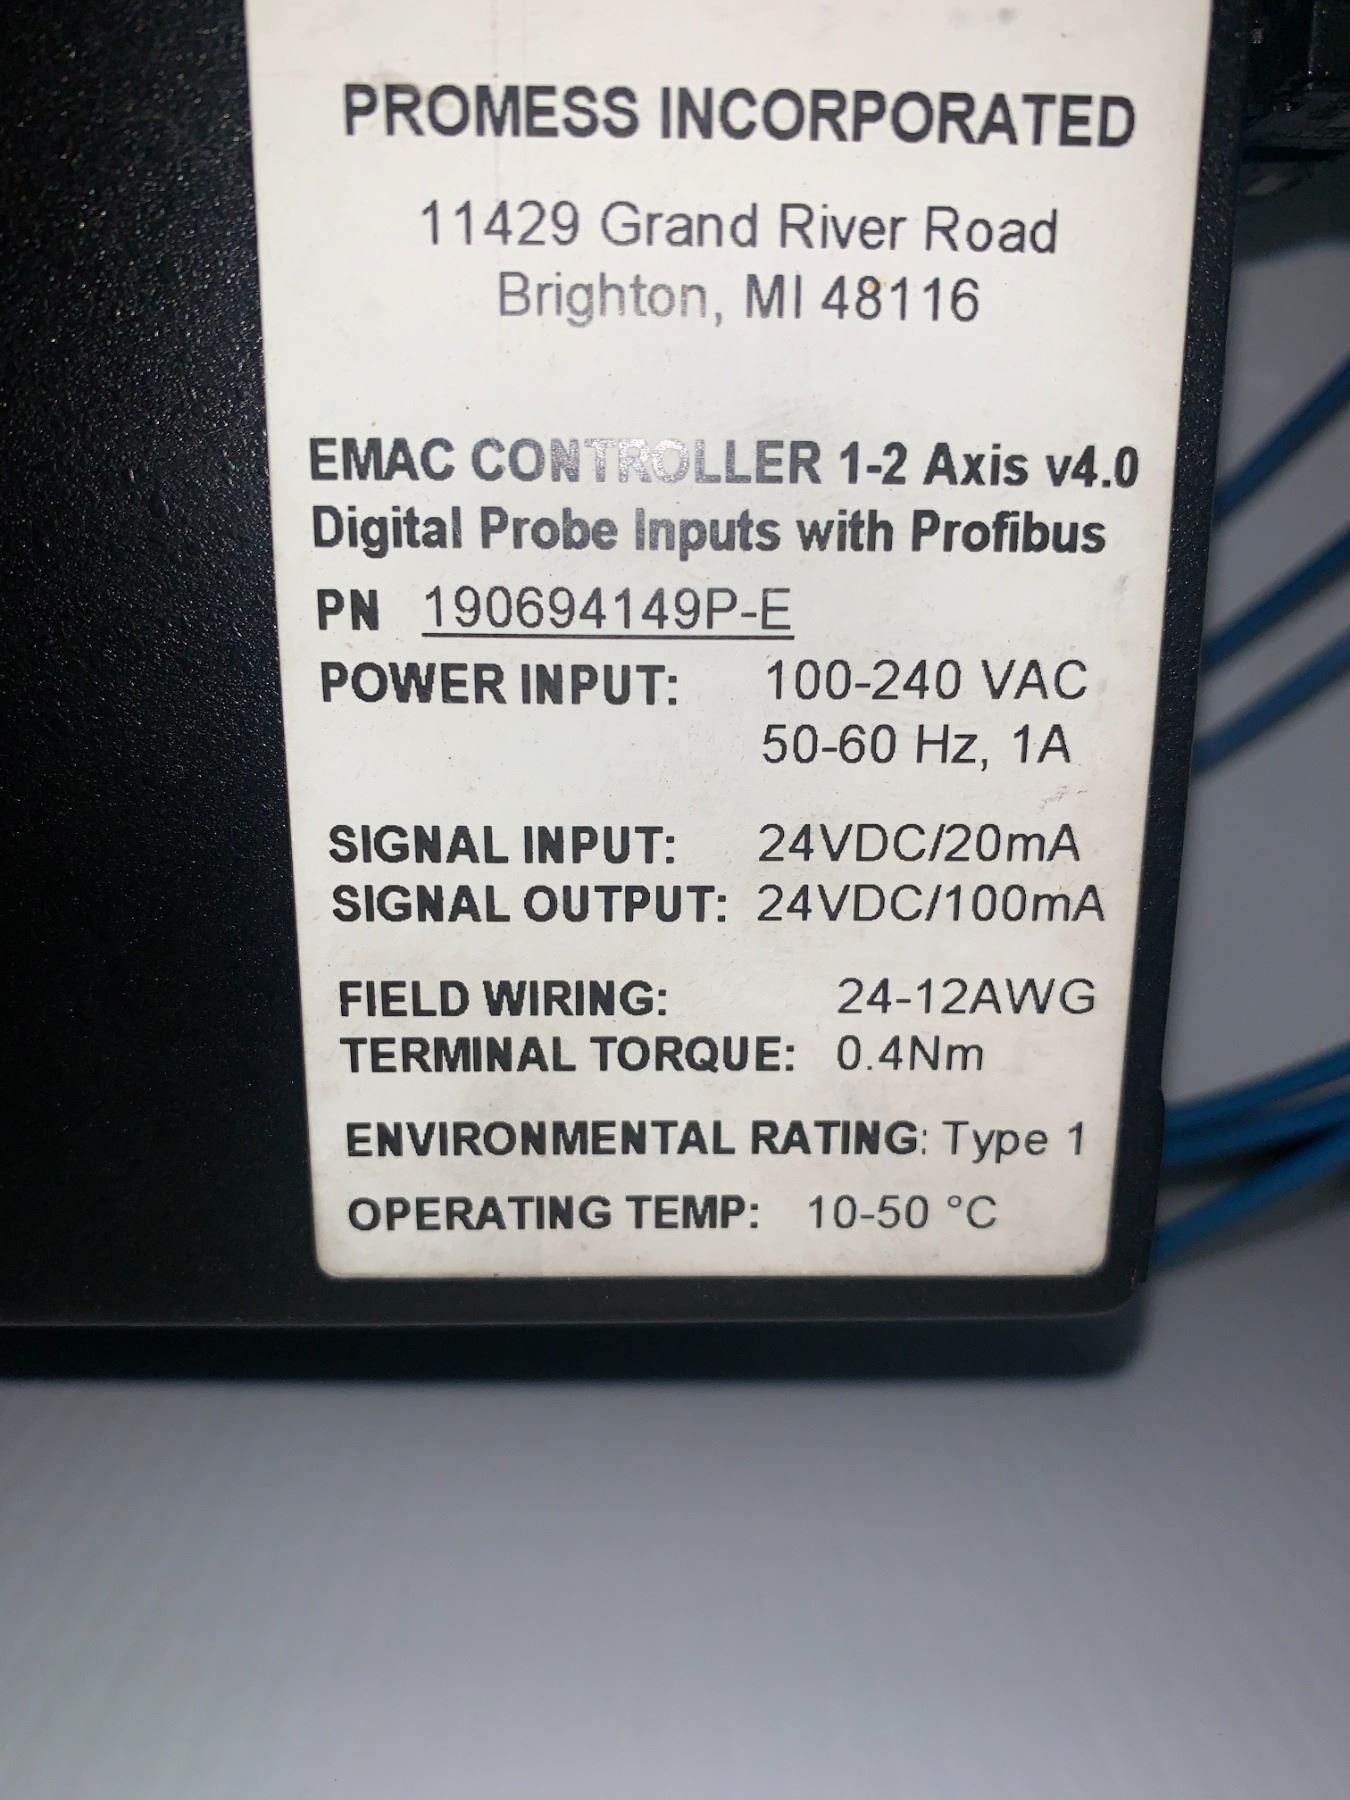 PROMESS INCORPORATED
11429 Grand River Road
Brighton, MI 48116
EMAC CONTROLLER 1-2 Axis v4.0
Digital Probe Inputs with Profibus
PN 190694149P-E
POWER INPUT: 100-240 VAC
50-60 Hz, 1A
SIGNAL INPUT: 24VDC/20mA
SIGNAL OUTPUT: 24VDC/100mA
FIELD WIRING: 24-12AWG
TERMINAL TORQUE: 0.4Nm
ENVIRONMENTAL RATING: Type 1
OPERATING TEMP: 10-50 °C